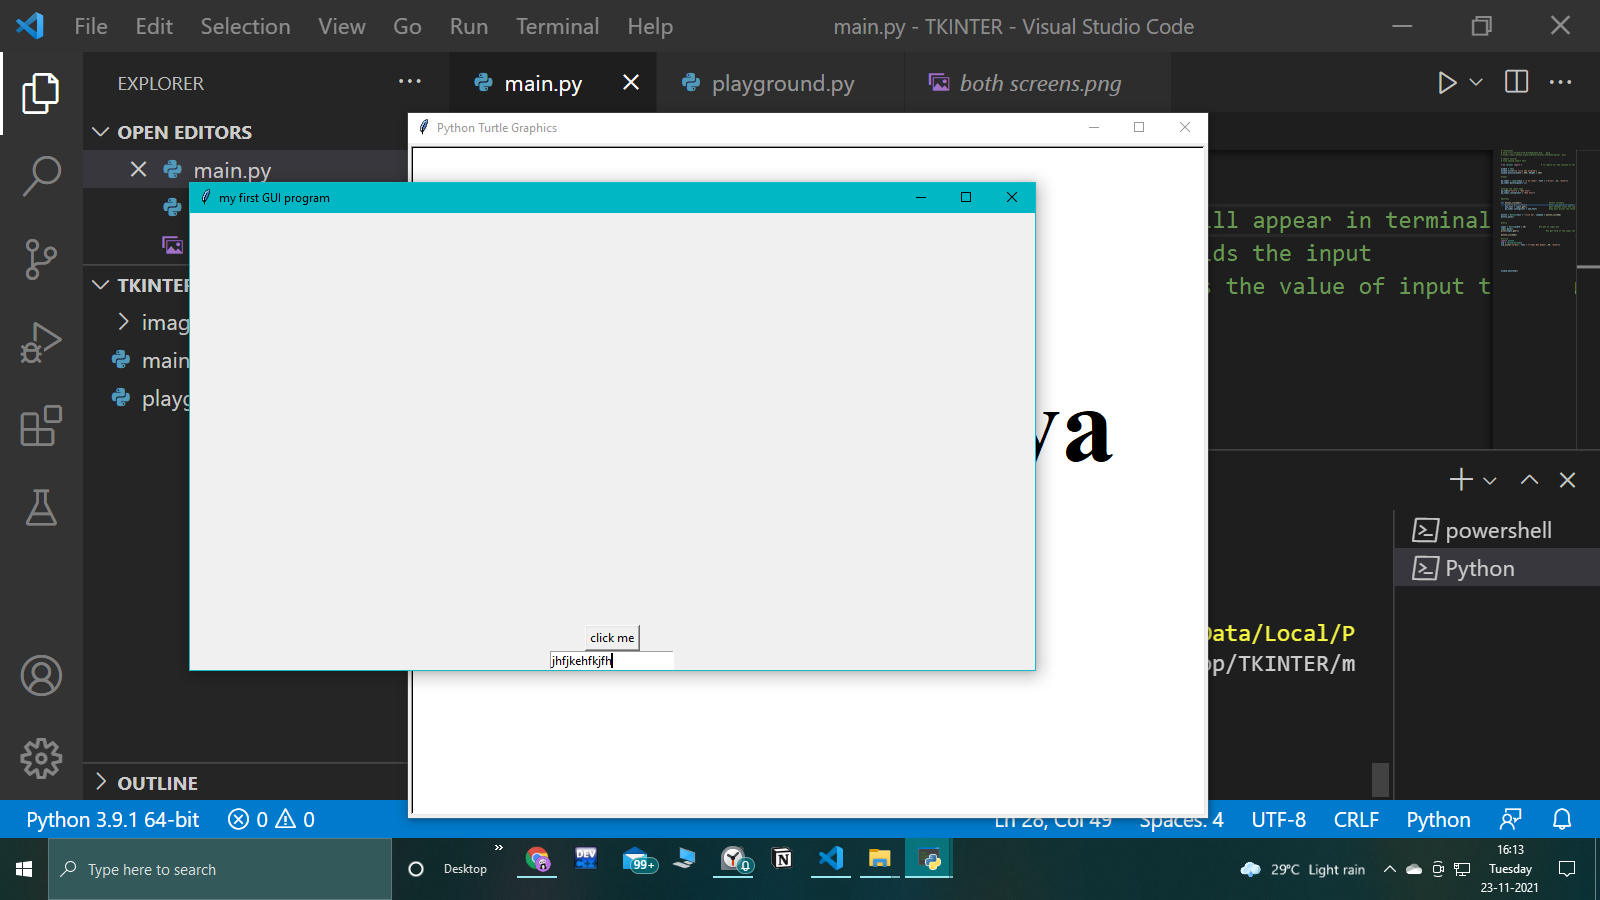 File Edit Selection View Go Run Terminal Help
main.py - TKINTER - Visual Studio Code
EXPLORER
main.py
playground.py
both screens.png
OPEN EDITORS
main.py
Python Turtle Graphics
my first GUI program
ll appear in terminal
ds the input
the value of input t
TKINTER
imag
main
playg
ya
powershell
Python
Data/Local/P
op/TKINTER/m
click me
jhfjkehfkjfh
OUTLINE
Python 3.9.1 64-bit 0 0
Ln 28, Col 49 Spaces: 4 UTF-8 CRLF Python
Type here to search
Desktop
DEV
99+
0
29°C Light rain
16:13
Tuesday
23-11-2021